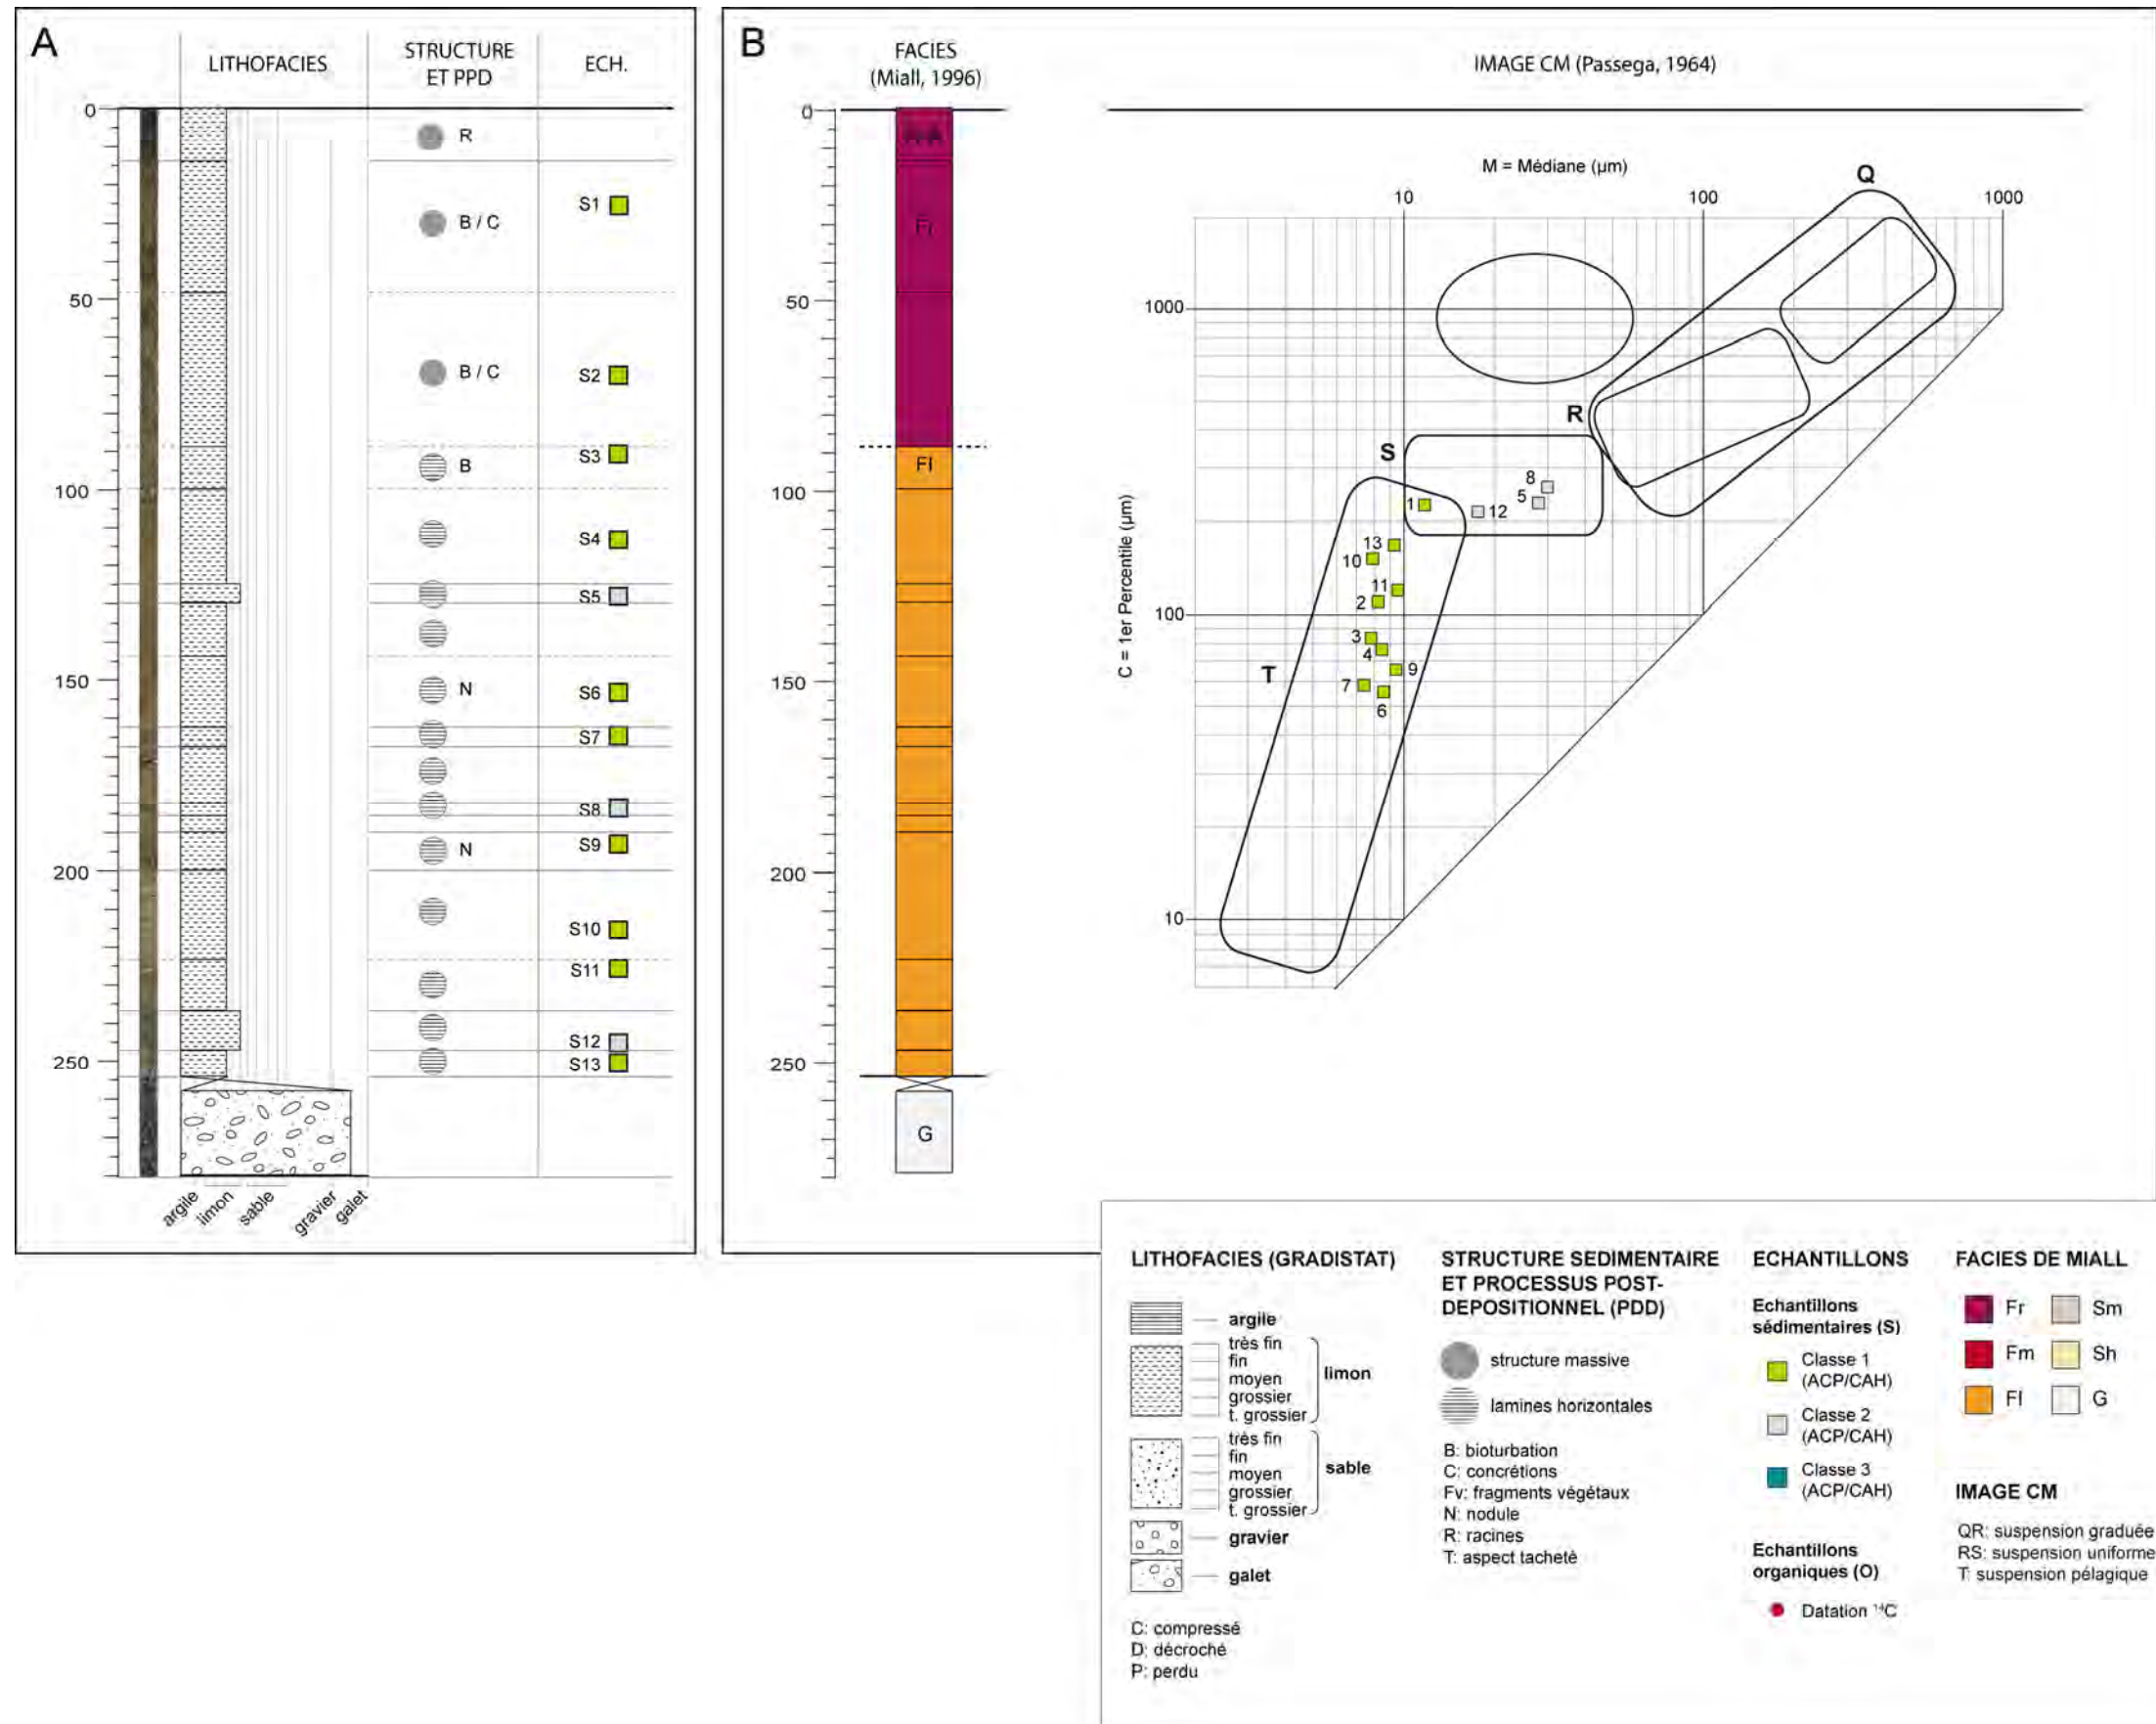 A
LITHOFACIES
STRUCTURE
ET PPD
ECH.
0
50
100
150
200
250
R
B / C
B / C
B
N
N
S1
S2
S3
S4
S5
S6
S7
S8
S9
S10
S11
S12
S13
argile
limon
sable
gravier
galet
B
FACIES
(Miall, 1996)
0
50
100
150
200
250
Fr
Fl
G
IMAGE CM (Passega, 1964)
M = Médiane (µm)
10
100
1000
C = 1er Percentile (µm)
1000
100
10
Q
R
S
T
8
5
1
12
13
10
11
2
3
4
9
7
6
LITHOFACIES (GRADISTAT)
argile
très fin
fin
moyen
grossier
t. grossier
limon
très fin
fin
moyen
grossier
t. grossier
sable
gravier
galet
C: compressé
D: décroché
P: perdu
STRUCTURE SEDIMENTAIRE
ET PROCESSUS POST-
DEPOSITIONNEL (PDD)
structure massive
lamines horizontales
B: bioturbation
C: concrétions
Fv: fragments végétaux
N: nodule
R: racines
T: aspect tacheté
ECHANTILLONS
Echantillons
sédimentaires (S)
Classe 1
(ACP/CAH)
Classe 2
(ACP/CAH)
Classe 3
(ACP/CAH)
Echantillons
organiques (O)
Datation ¹⁴C
FACIES DE MIALL
Fr
Sm
Fm
Sh
Fl
G
IMAGE CM
QR: suspension graduée
RS: suspension uniforme
T: suspension pélagique